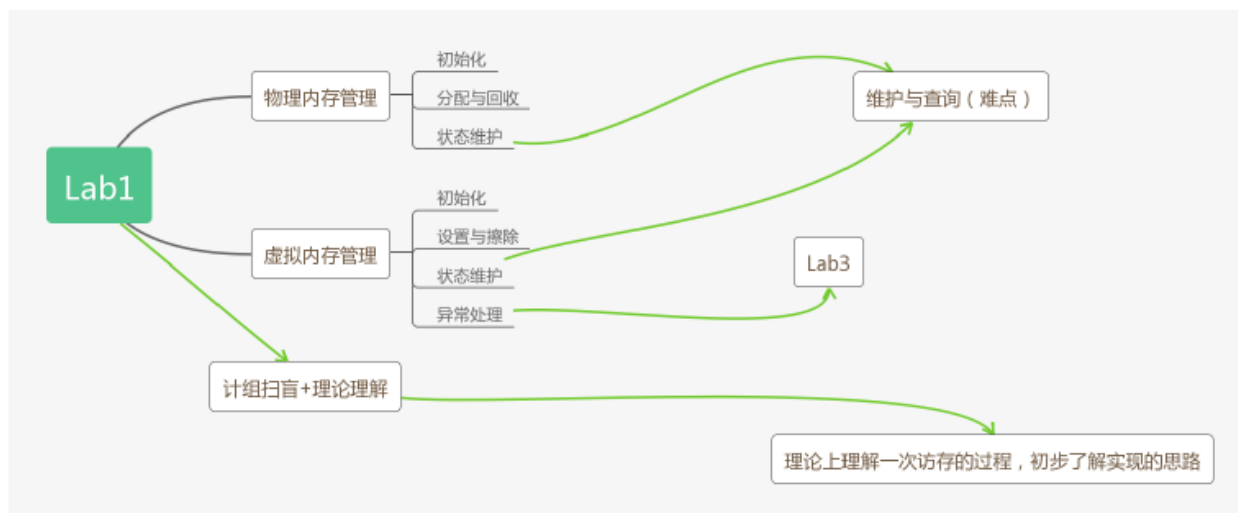 Lab1
物理内存管理
初始化
分配与回收
状态维护
维护与查询（难点）
虚拟内存管理
初始化
设置与擦除
状态维护
异常处理
Lab3
计组扫盲+理论理解
理论上理解一次访存的过程，初步了解实现的思路